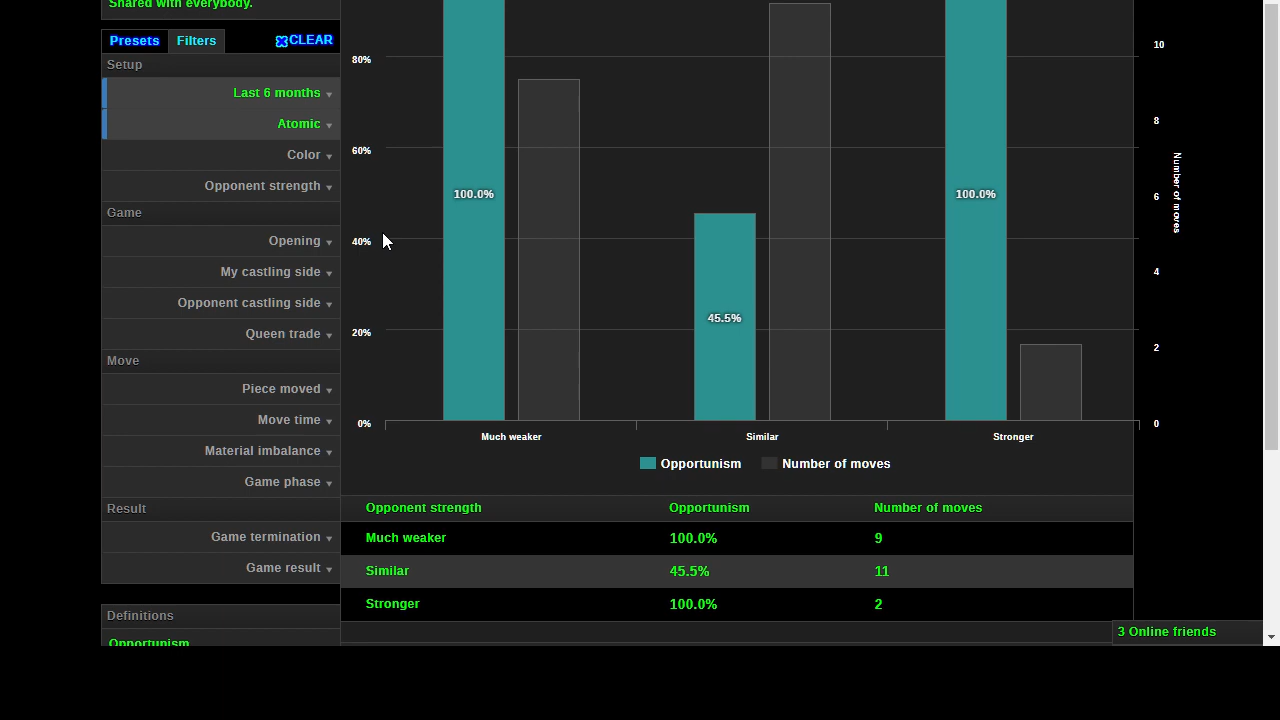 Shared with everybody.
Presets Filters CLEAR
Setup
Last 6 months
Atomic
Color
Opponent strength
Game
Opening
My castling side
Opponent castling side
Queen trade
Move
Piece moved
Move time
Material imbalance
Game phase
Result
Game termination
Game result
Definitions
Opportunism
80%
60%
40%
20%
0%
100.0%
45.5%
100.0%
10
8
6
4
2
0
Number of moves
Much weaker Similar Stronger
Opportunism Number of moves
Opponent strength Opportunism Number of moves
Much weaker 100.0% 9
Similar 45.5% 11
Stronger 100.0% 2
3 Online friends